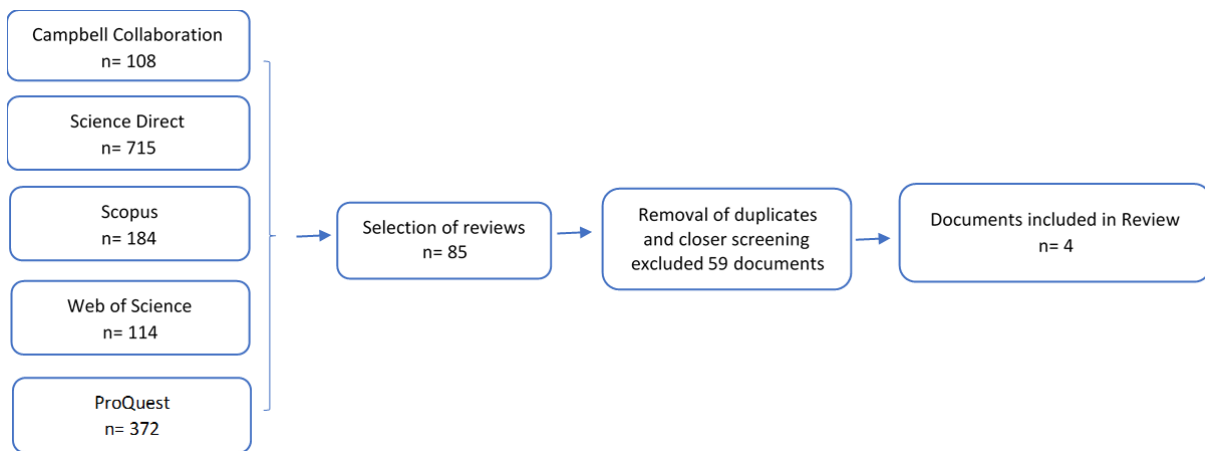 Campbell Collaboration
n= 108
Science Direct
n= 715
Scopus
n= 184
Web of Science
n= 114
ProQuest
n= 372
Selection of reviews
n= 85
Removal of duplicates
and closer screening
excluded 59 documents
Documents included in Review
n= 4